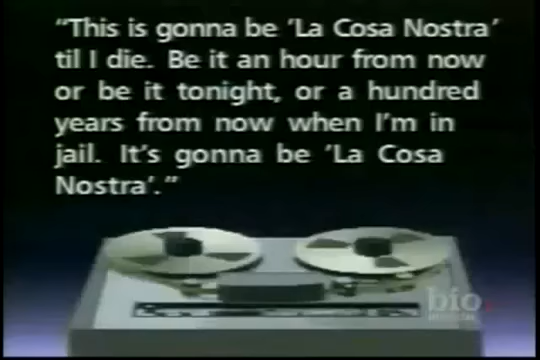 “This is gonna be ‘La Cosa Nostra’
til I die. Be it an hour from now
or be it tonight, or a hundred
years from now when I’m in
jail. It’s gonna be ‘La Cosa
Nostra’.”
bio.